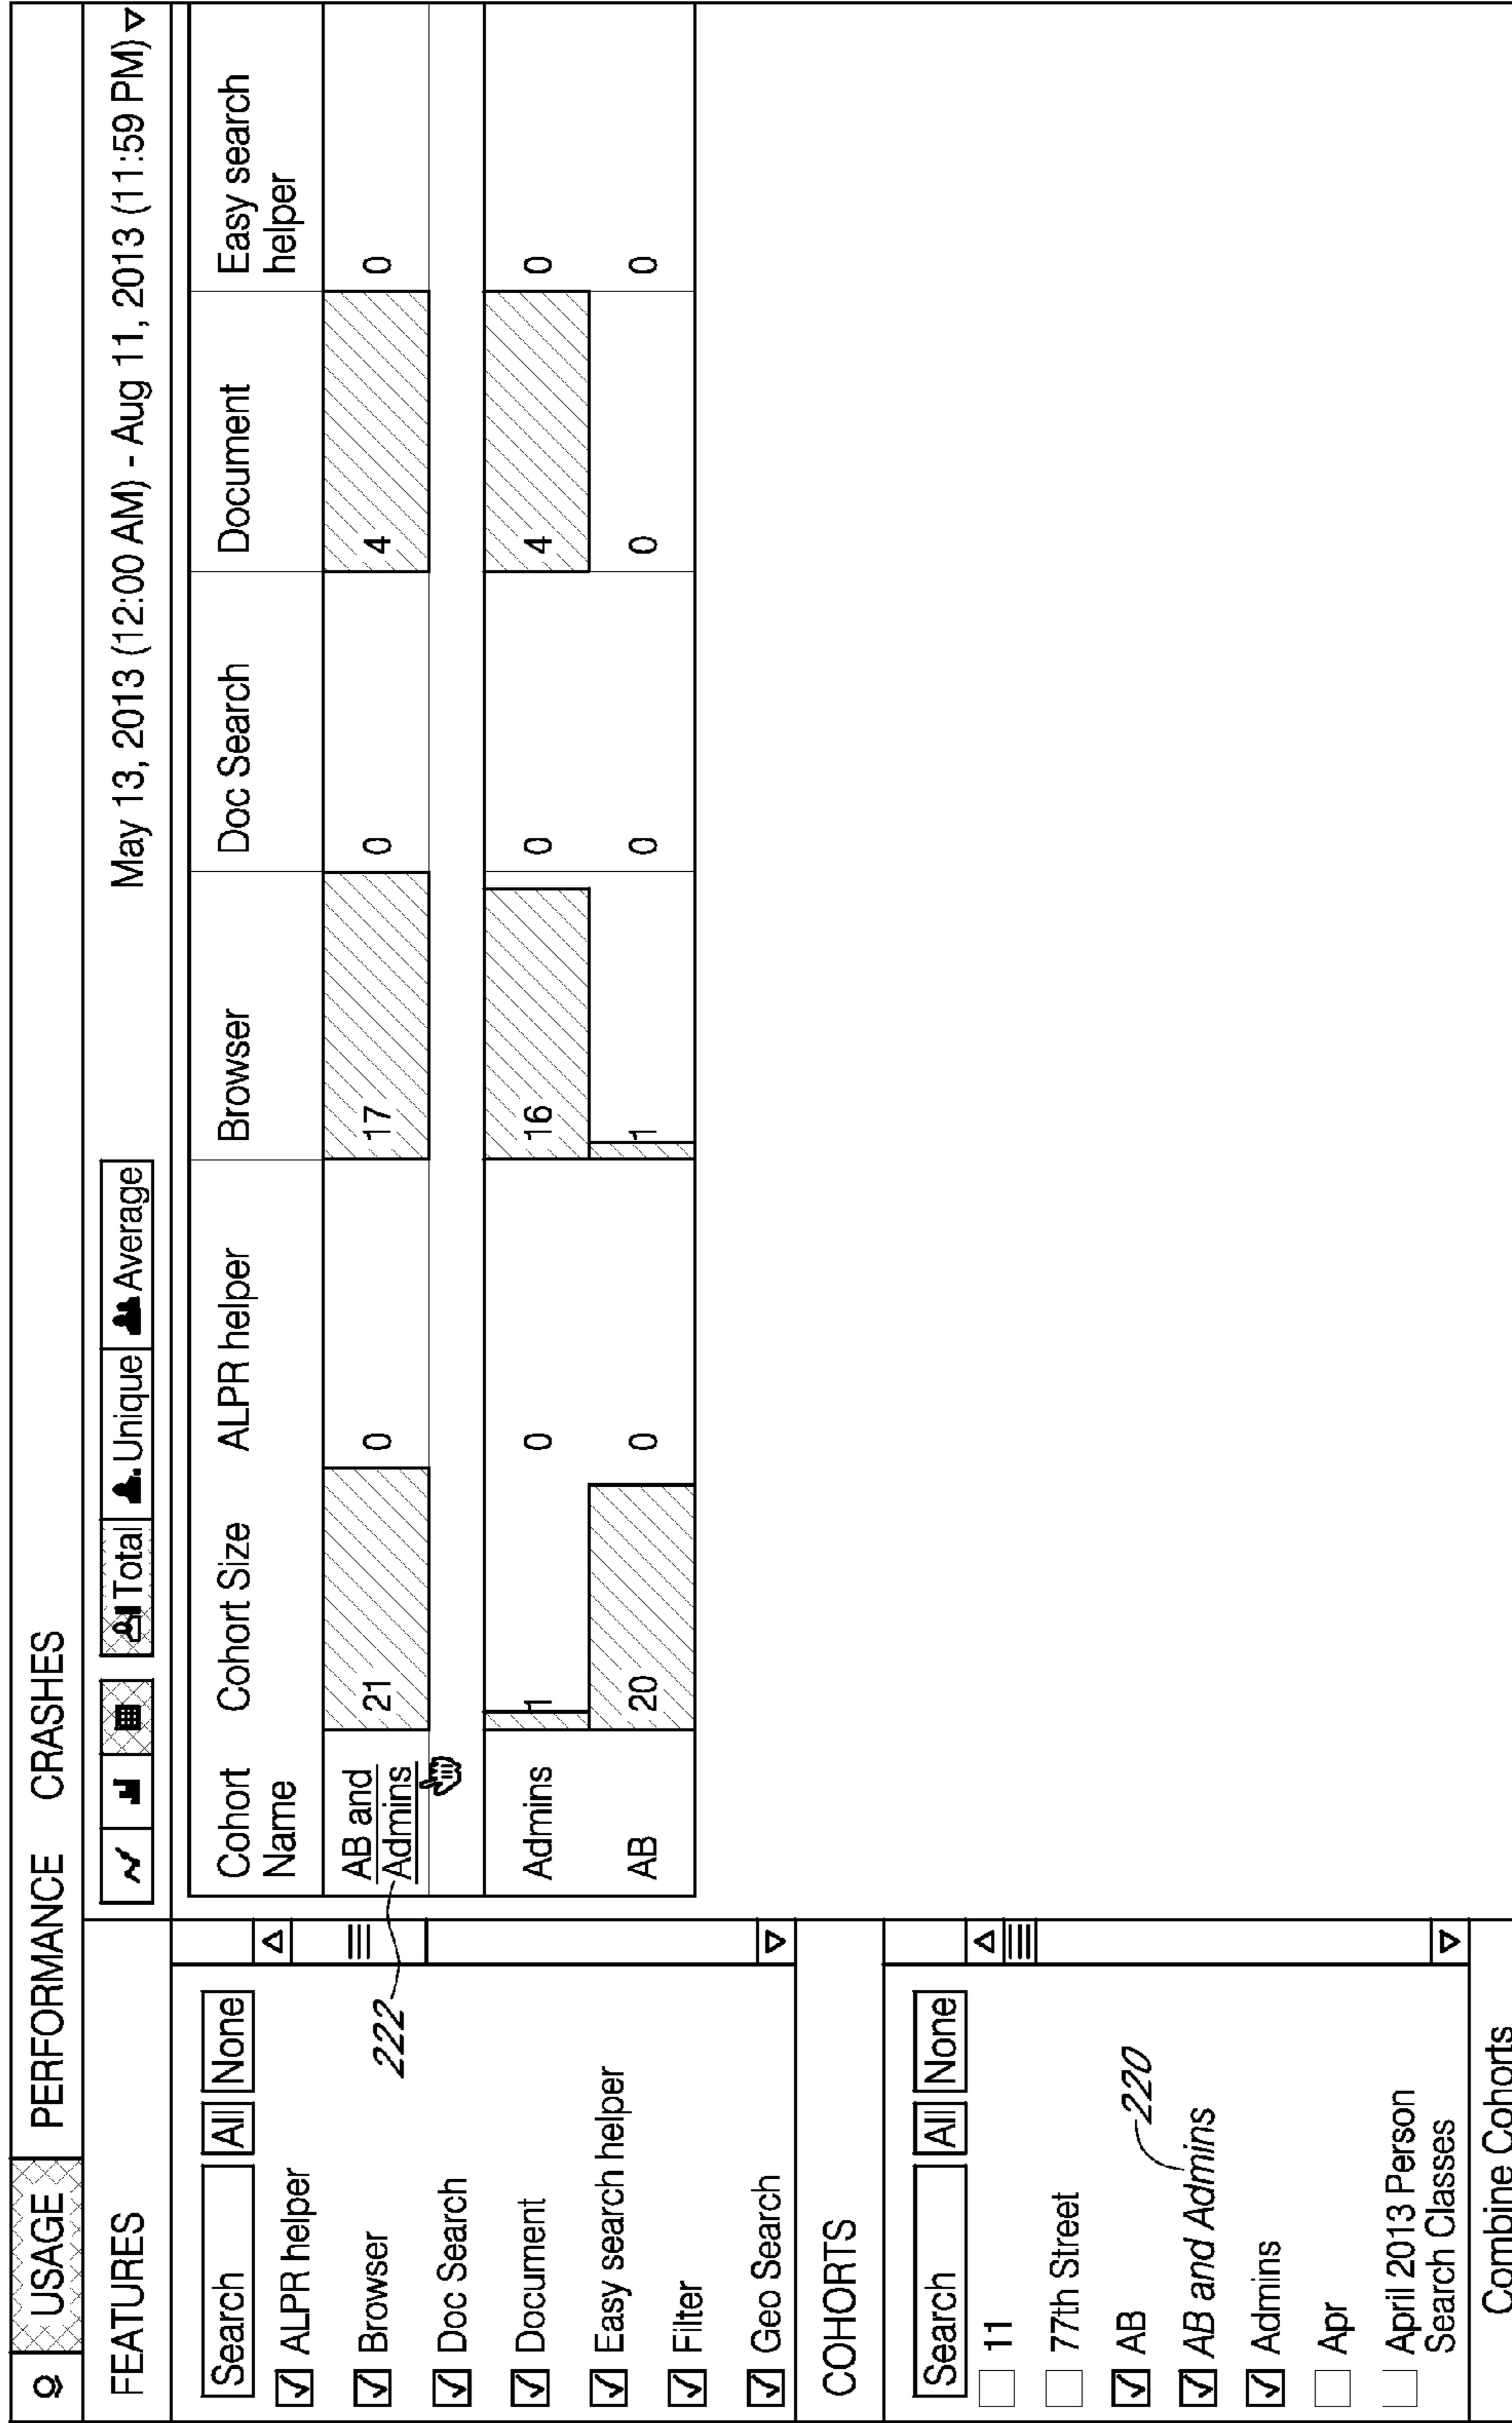 USAGE PERFORMANCE CRASHES
FEATURES
Total Unique Average May 13, 2013 (12:00 AM) - Aug 11, 2013 (11:59 PM)
Search All None
ALPR helper
Browser
Doc Search
Document
Easy search helper
Filter
Geo Search
222
COHORTS
Search All None
11
77th Street
AB
220
AB and Admins
Admins
Apr
April 2013 Person
Search Classes
Combine Cohorts
Cohort Cohort Size ALPR helper Browser Doc Search Document Easy search
Name helper
AB and
Admins 21 0 17 0 4 0
Admins 1 0 16 0 4 0
AB 20 0 1 0 0 0